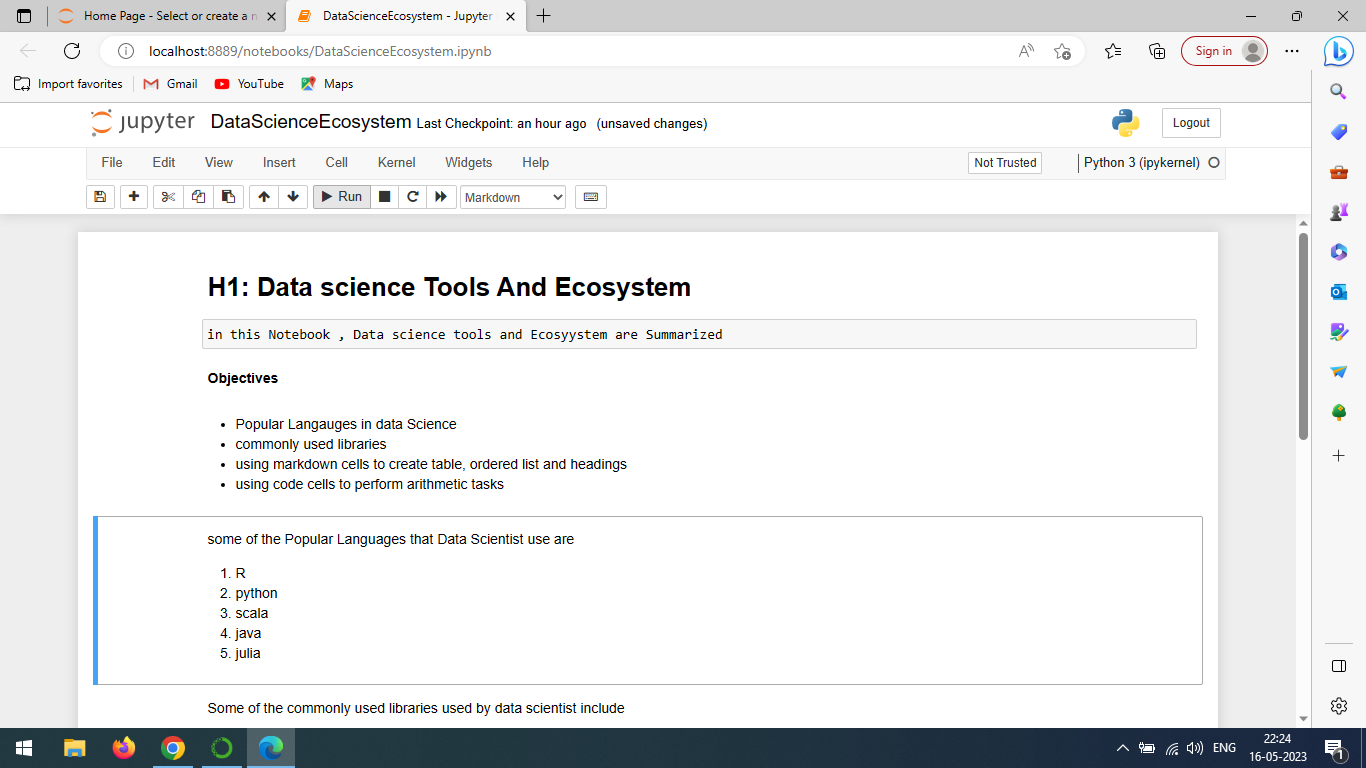 Home Page - Select or create a n
DataScienceEcosystem - Jupyter
localhost:8889/notebooks/DataScienceEcosystem.ipynb
Sign in
Import favorites
Gmail
YouTube
Maps
jupyter DataScienceEcosystem Last Checkpoint: an hour ago (unsaved changes)
Logout
File Edit View Insert Cell Kernel Widgets Help
Not Trusted
Python 3 (ipykernel)
Run
Markdown
H1: Data science Tools And Ecosystem
in this Notebook , Data science tools and Ecosyystem are Summarized
Objectives
• Popular Langauges in data Science
• commonly used libraries
• using markdown cells to create table, ordered list and headings
• using code cells to perform arithmetic tasks
some of the Popular Languages that Data Scientist use are
1. R
2. python
3. scala
4. java
5. julia
Some of the commonly used libraries used by data scientist include
ENG
22:24
16-05-2023
1